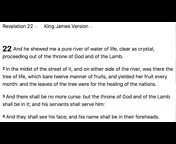 Revelation 22 King James Version
22 And he shewed me a pure river of water of life, clear as crystal,
proceeding out of the throne of God and of the Lamb.
2 In the midst of the street of it, and on either side of the river, was there the
tree of life, which bare twelve manner of fruits, and yielded her fruit every
month: and the leaves of the tree were for the healing of the nations.
3 And there shall be no more curse: but the throne of God and of the Lamb
shall be in it; and his servants shall serve him:
4 And they shall see his face; and his name shall be in their foreheads.